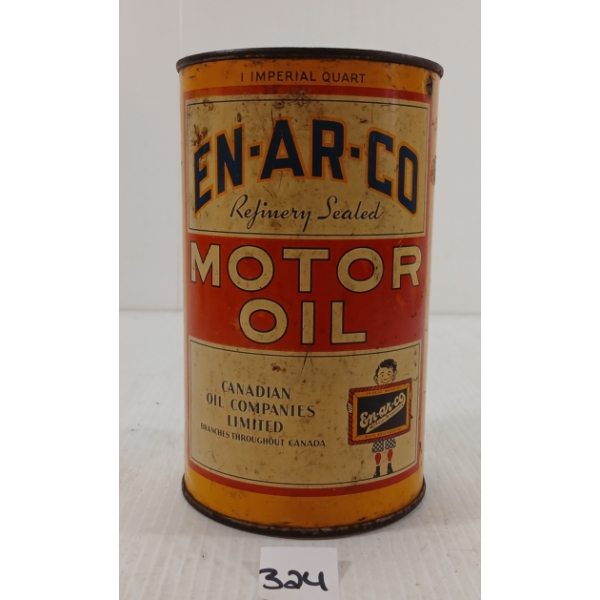 1 IMPERIAL QUART
EN·AR·CO
Refinery Sealed
MOTOR
OIL
CANADIAN
OIL COMPANIES
LIMITED
BRANCHES THROUGHOUT CANADA
En-ar-co
324